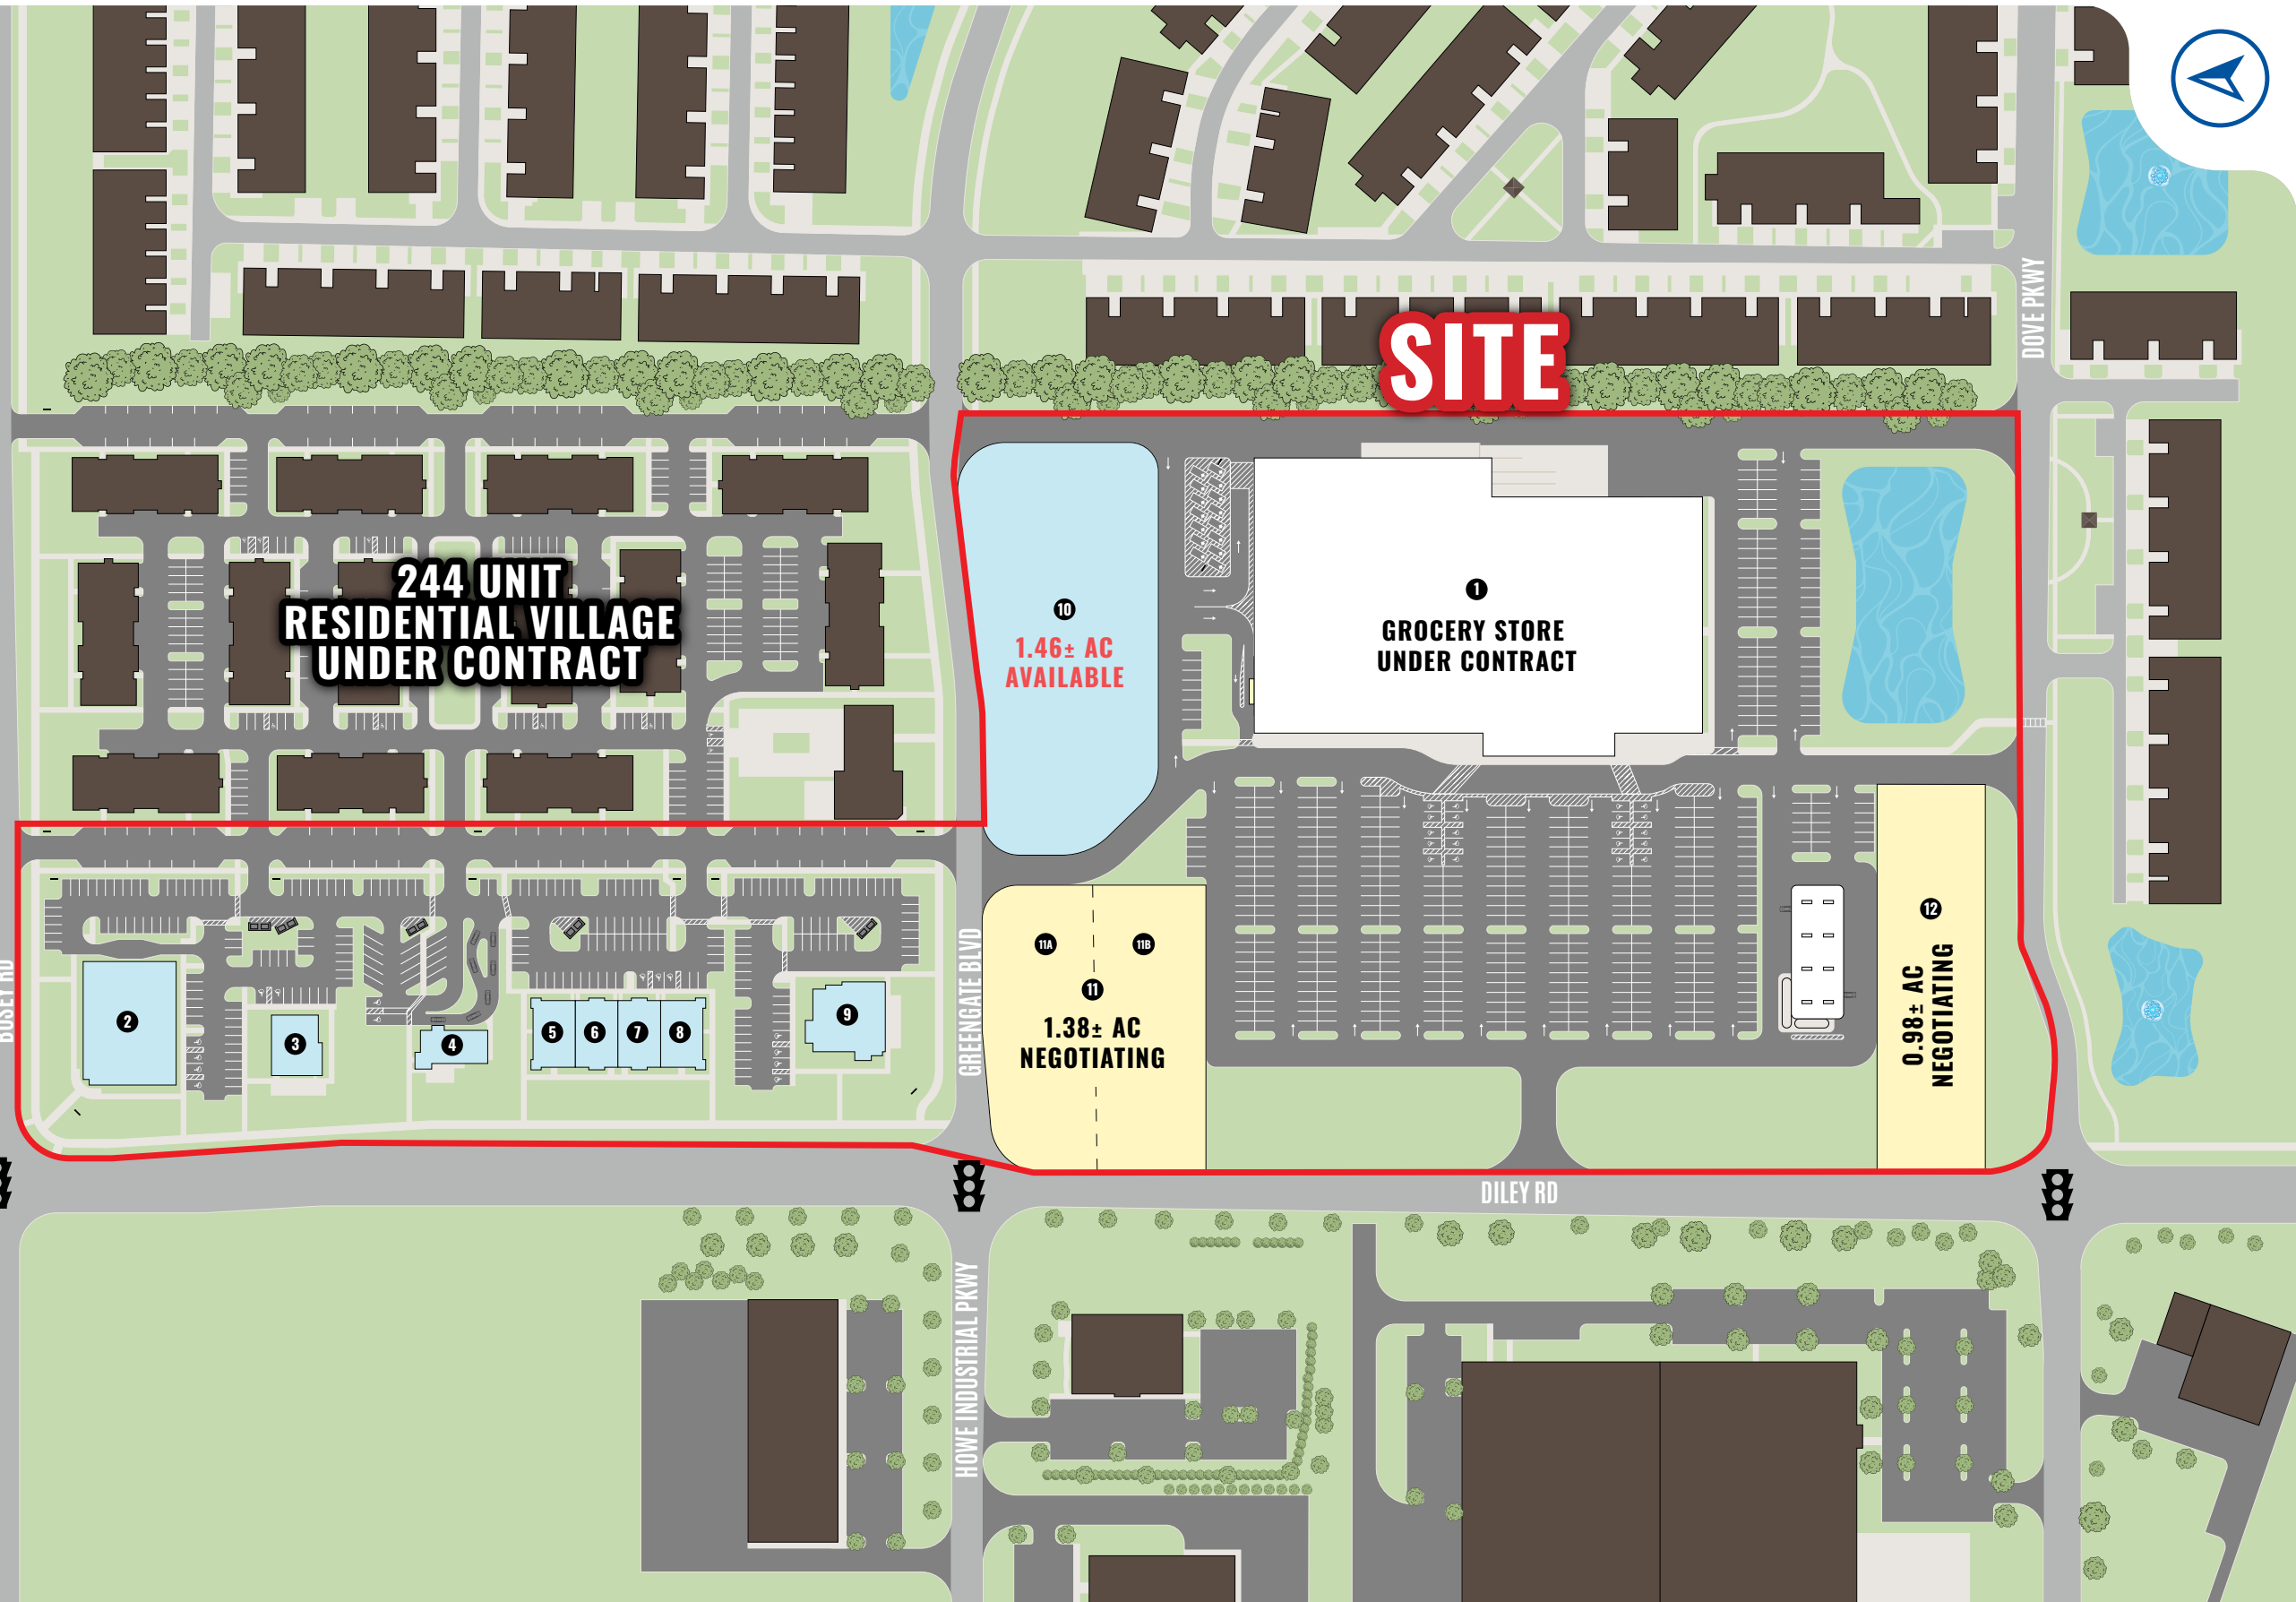 DOVE PKWY
SITE
244 UNIT
RESIDENTIAL VILLAGE
UNDER CONTRACT
10
1.46± AC
AVAILABLE
1
GROCERY STORE
UNDER CONTRACT
2
3
4
5
6
7
8
9
BUSEY RD
GREENGATE BLVD
11A
11B
11
1.38± AC
NEGOTIATING
12
0.98± AC
NEGOTIATING
DILEY RD
HOWE INDUSTRIAL PKWY